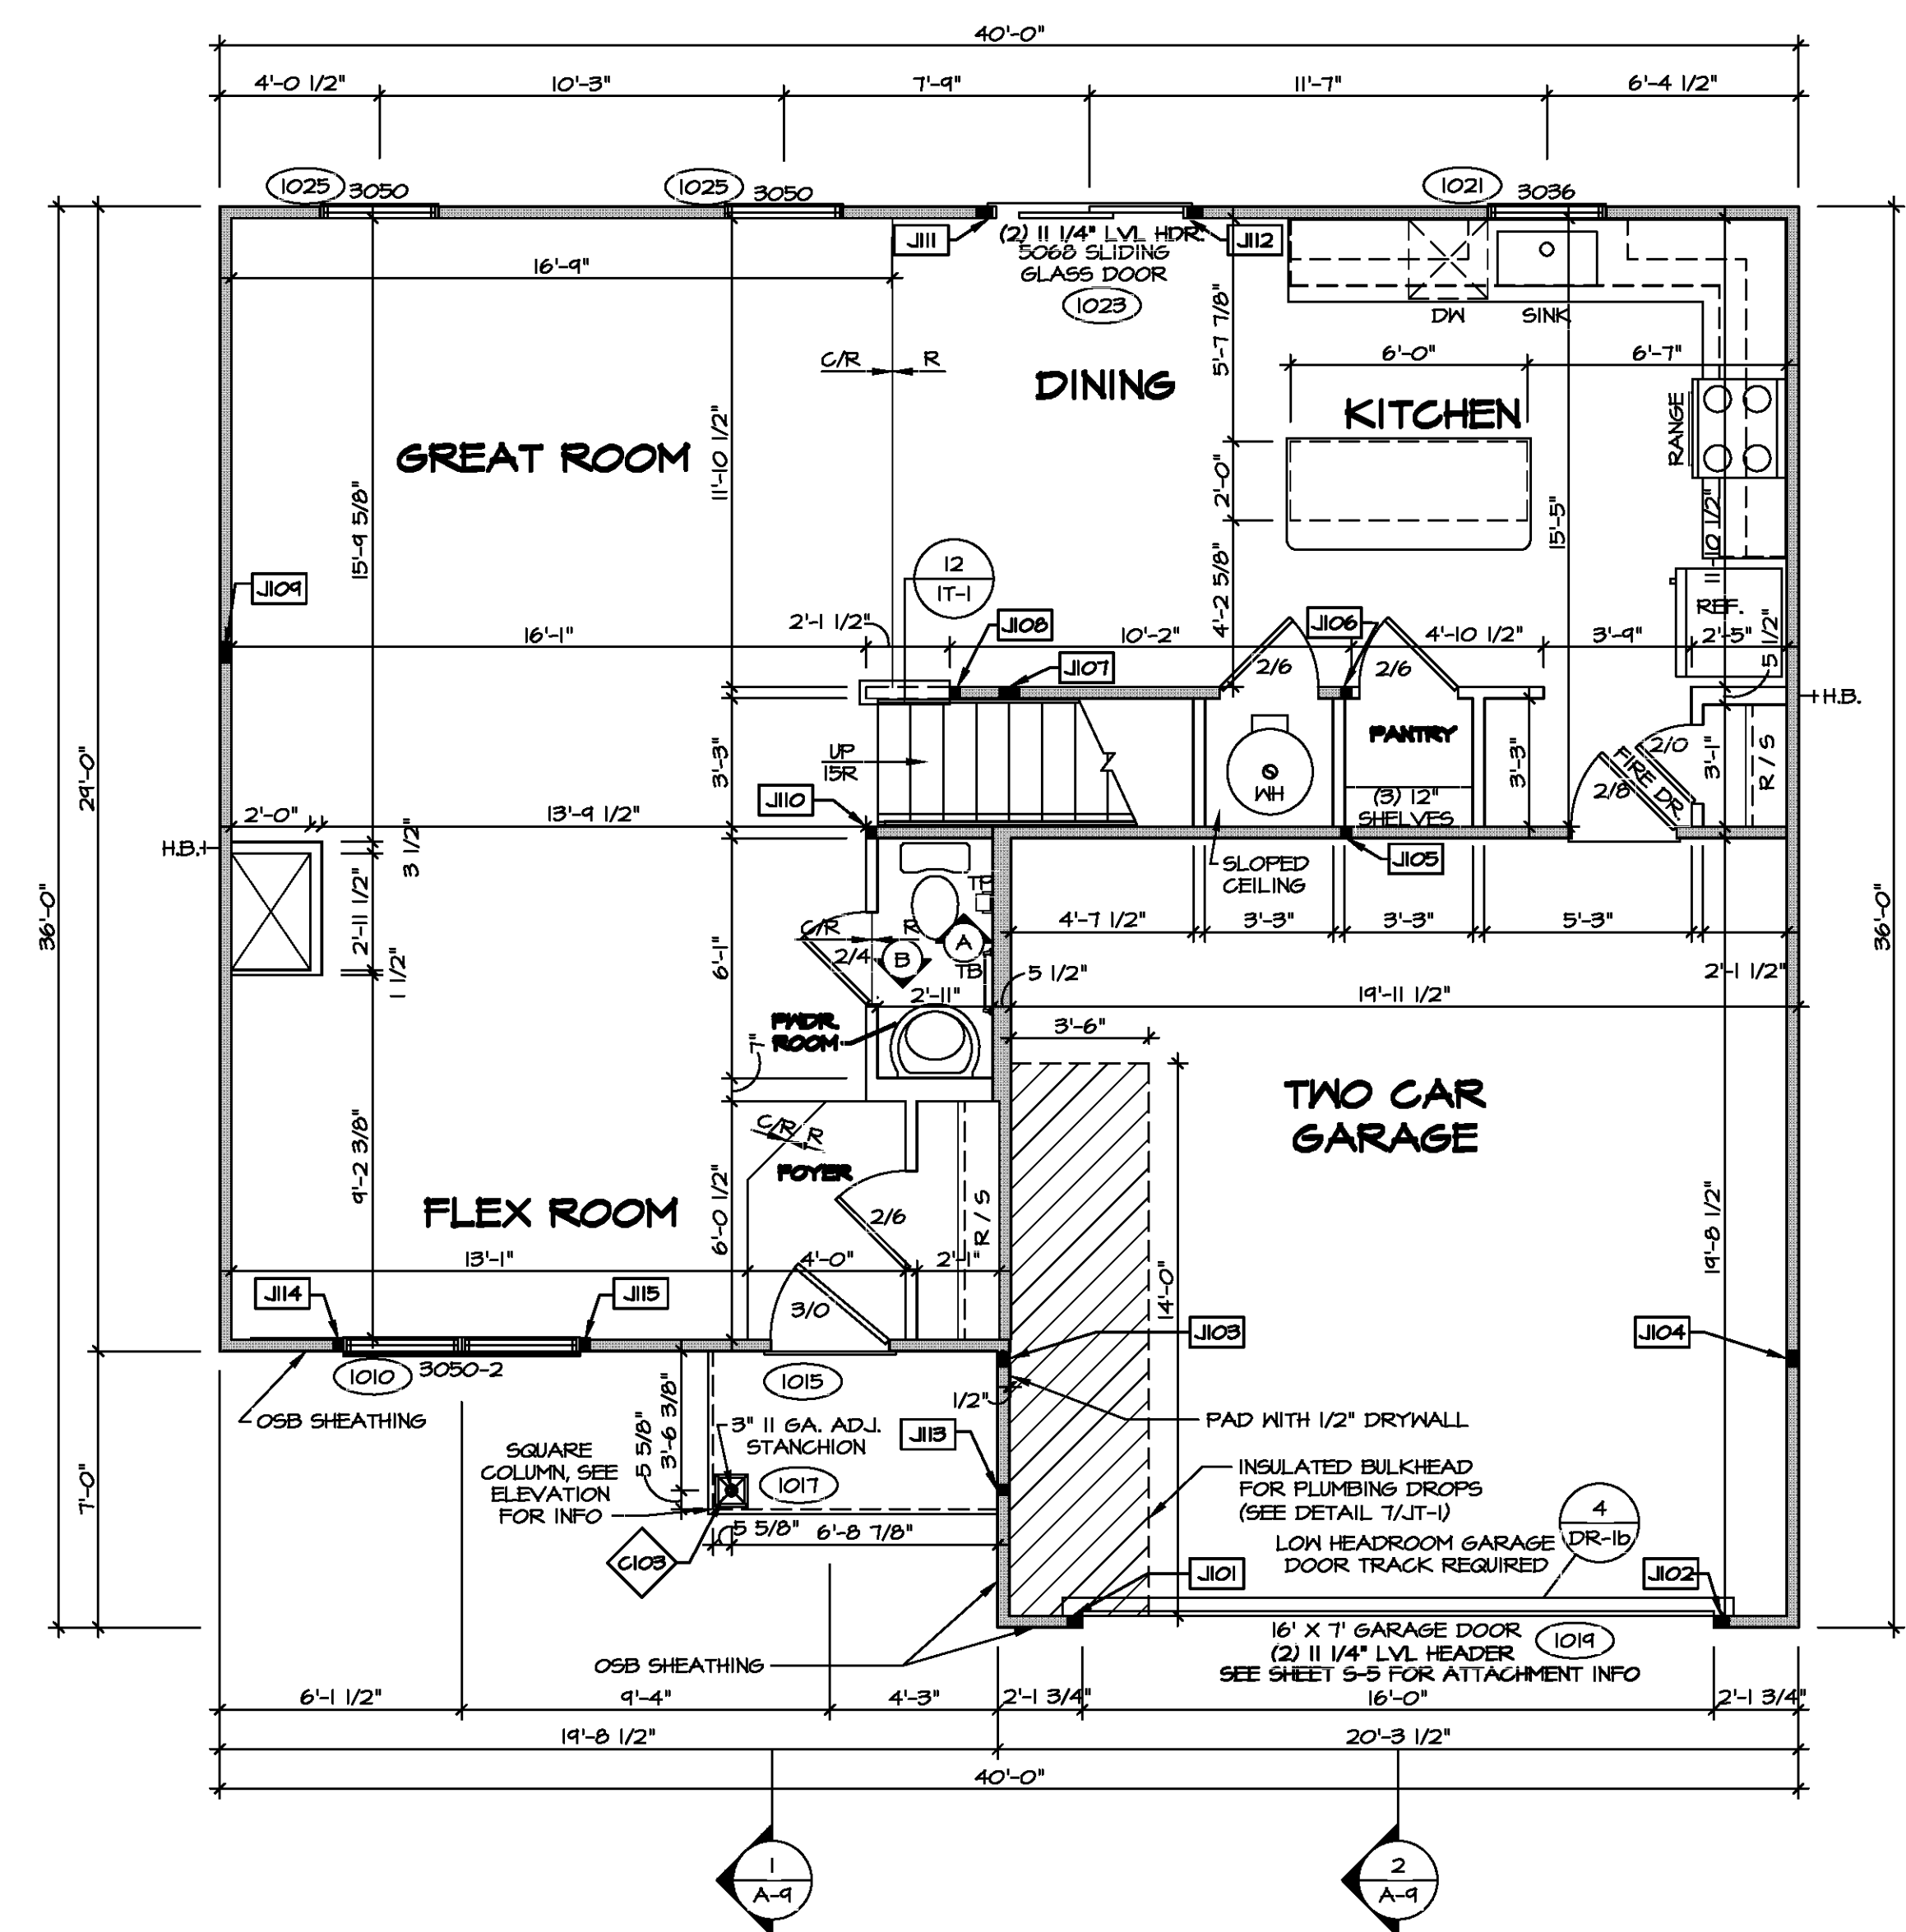 40'-0"
4'-0 1/2" 10'-3" 7'-9" 11'-7" 6'-4 1/2"
1025 3050 1025 3050 1021 3036
J111 (2) 11 1/4" LVL HDR. J112
5068 SLIDING
GLASS DOOR
1023
16'-9"
DW SINK
5'-7 7/8"
C/R R
6'-0" 6'-7"
DINING
KITCHEN
RANGE
GREAT ROOM
11'-10 1/2"
2'-0"
15'-9 5/8"
15'-5"
11'-10 1/2"
12
1T-1
J109
4'-2 5/8"
REF.
2'-1 1/2" J108 J106
16'-1" 10'-2" 4'-10 1/2" 3'-9" 2'-5"
5 1/2"
J107 2/6 2/6
H.B.
29'-0"
UP
15R
3'-3"
PANTRY
3'-3"
2/0
3'-1"
R / S
FIRE DR.
2/8
WH
(3) 12"
SHELVES
J110
2'-0" 13'-9 1/2"
3 1/2"
H.B.
J105
SLOPED
CEILING
TP
36'-0"
36'-0"
2'-11 1/2"
4'-7 1/2" 3'-3" 3'-3" 5'-3"
C/R R
2/4 B A
TB
6'-1"
1 1/2"
5 1/2"
2'-1 1/2"
2'-11"
19'-11 1/2"
PWDR.
ROOM
3'-6"
7"
TWO CAR
GARAGE
9'-2 3/8"
C/R R
FOYER
FLEX ROOM
6'-0 1/2"
2/6
R / S
19'-8 1/2"
13'-1" 4'-0" 2'-1"
14'-0"
J114 J115
3/0
J103 J104
1010 3050-2
1015
OSB SHEATHING
1/2"
PAD WITH 1/2" DRYWALL
3" 11 GA. ADJ.
STANCHION
J113
SQUARE
COLUMN, SEE
ELEVATION
FOR INFO
5 5/8"
3'-6 3/8"
1017
7'-0"
INSULATED BULKHEAD
FOR PLUMBING DROPS
(SEE DETAIL 7/JT-1)
4
DR-1b
5 5/8" 6'-8 7/8"
LOW HEADROOM GARAGE
DOOR TRACK REQUIRED
C103
J101 J102
16' X 7' GARAGE DOOR 1019
(2) 11 1/4" LVL HEADER
SEE SHEET S-5 FOR ATTACHMENT INFO
OSB SHEATHING
6'-1 1/2" 9'-4" 4'-3" 2'-1 3/4" 16'-0" 2'-1 3/4"
19'-8 1/2" 20'-3 1/2"
40'-0"
1
A-9
2
A-9